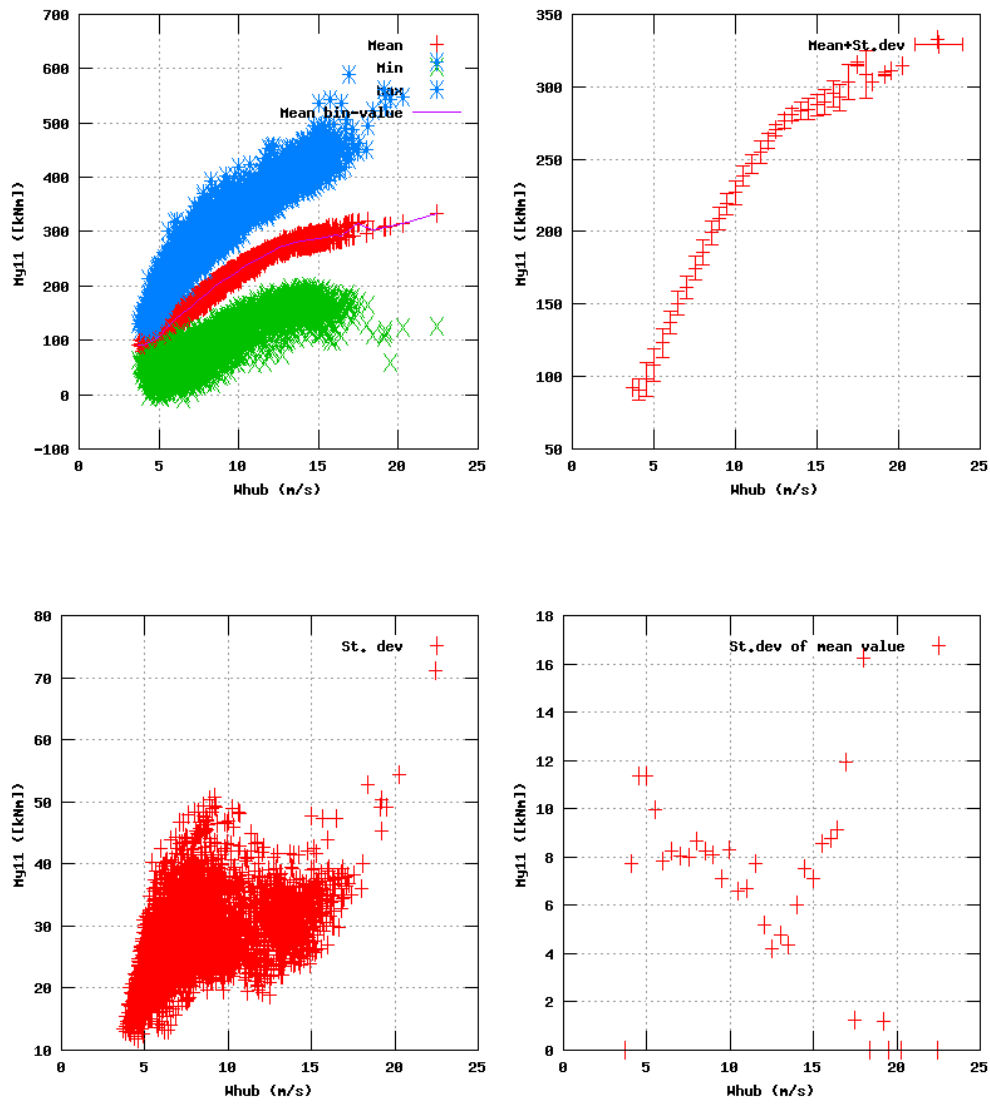 700
600
500
400
300
200
100
0
-100
0 5 10 15 20 25
My11 ([kNm])
Whub (m/s)
Mean
Min
Max
Mean bin-value
350
300
250
200
150
100
50
0 5 10 15 20 25
My11 ([kNm])
Whub (m/s)
Mean+St.dev
80
70
60
50
40
30
20
10
0 5 10 15 20 25
My11 ([kNm])
Whub (m/s)
St. dev
18
16
14
12
10
8
6
4
2
0
0 5 10 15 20 25
My11 ([kNm])
Whub (m/s)
St.dev of mean value